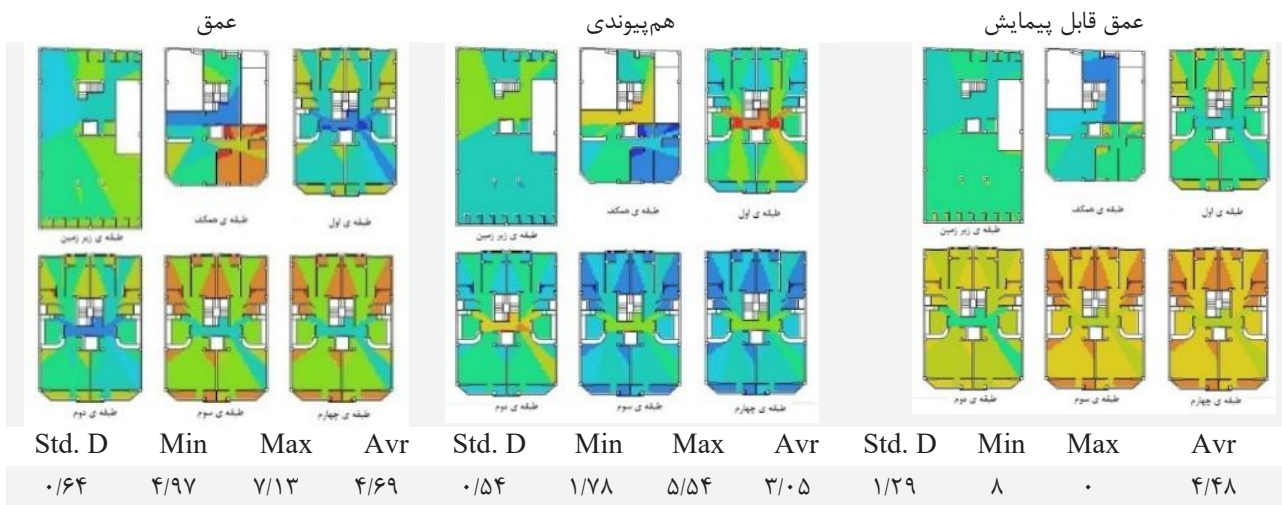 عمق قابل پیمایش هم‌پیوندی عمق
طبقه ی همکف طبقه ی اول
طبقه ی زیر زمین
طبقه ی همکف طبقه ی اول
طبقه ی زیر زمین
طبقه ی همکف طبقه ی اول
طبقه ی زیر زمین
طبقه ی دوم طبقه ی سوم طبقه ی چهارم
طبقه ی دوم طبقه ی سوم طبقه ی چهارم
طبقه ی دوم طبقه ی سوم طبقه ی چهارم
Std. D Min Max Avr Std. D Min Max Avr Std. D Min Max Avr
۰/۶۴ ۴/۹۷ ۷/۱۳ ۴/۶۹ ۰/۵۴ ۱/۷۸ ۵/۵۴ ۳/۰۵ ۱/۲۹ ۸ ۰ ۴/۴۸